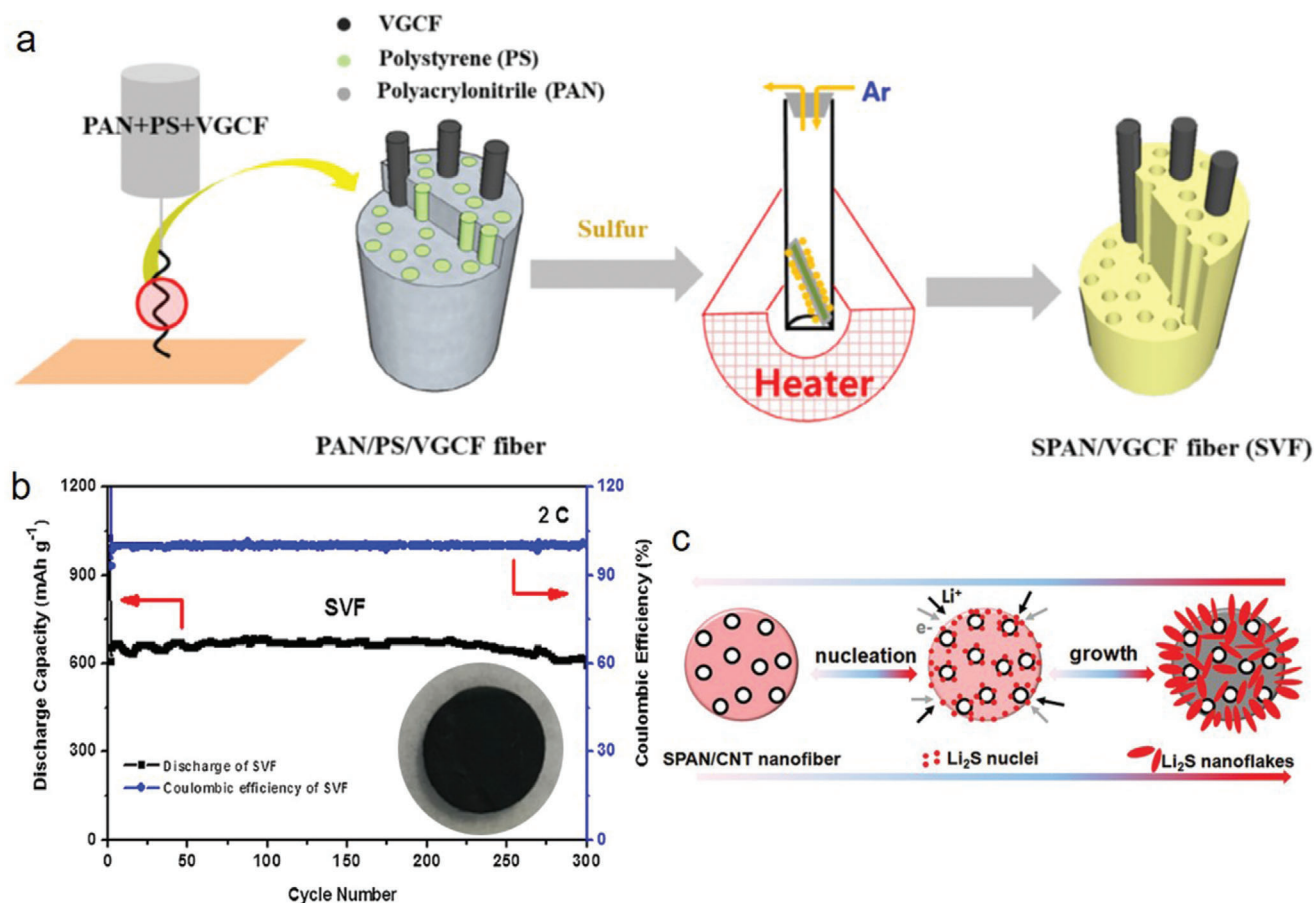 a
VGCF
Polystyrene (PS)
Polyacrylonitrile (PAN)
PAN+PS+VGCF
Sulfur
Ar
Heater
PAN/PS/VGCF fiber
SPAN/VGCF fiber (SVF)
b
1200
900
600
300
0
Discharge Capacity (mAh g⁻¹)
120
90
60
30
0
Coulombic Efficiency (%)
2 C
SVF
Discharge of SVF
Coulombic efficiency of SVF
0 50 100 150 200 250 300
Cycle Number
c
Li⁺
e-
nucleation
growth
SPAN/CNT nanofiber
Li₂S nuclei
Li₂S nanoflakes